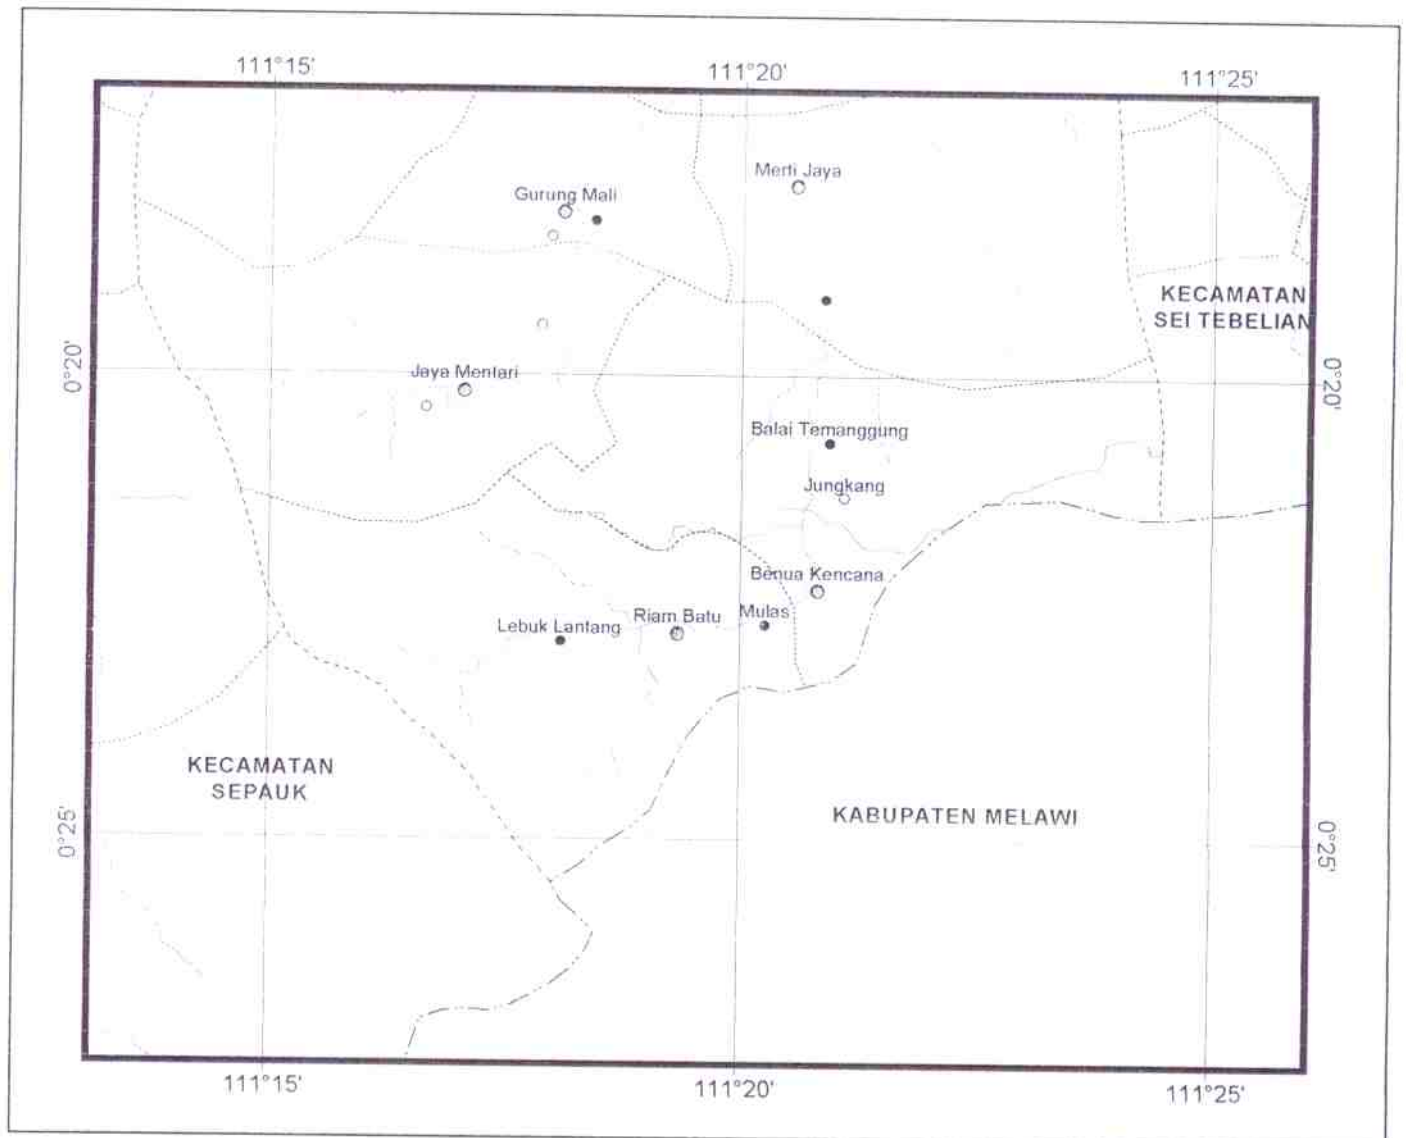 111°15'
111°20'
111°25'
Merti Jaya
Gurung Mali
KECAMATAN
SEI TEBELIAN
0°20'
0°20'
Jaya Mentari
Balai Temanggung
Jungkang
Benua Kencana
Mulas
Riam Batu
Lebuk Lantang
KECAMATAN
SEPAUK
KABUPATEN MELAWI
0°25'
0°25'
111°15'
111°20'
111°25'